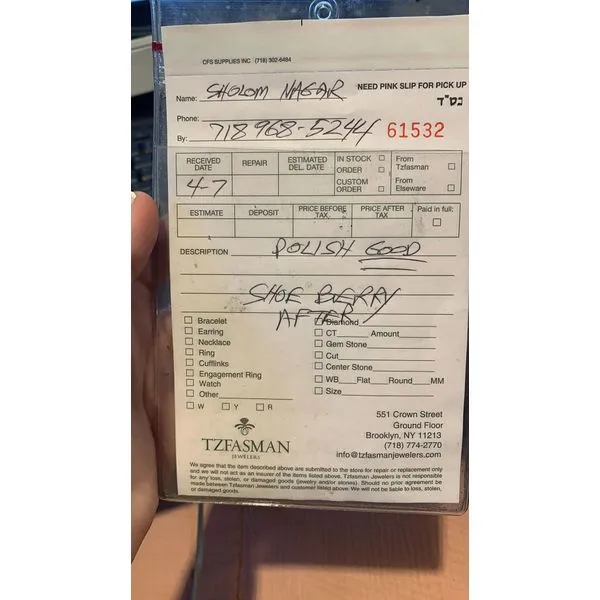 CFS SUPPLIES INC (718) 302-6484
NEED PINK SLIP FOR PICK UP
Name: SHOLOM NAGAR
בס"ד
Phone:
By: 718 968-5244 61532
RECEIVED DATE REPAIR ESTIMATED DEL. DATE IN STOCK ORDER From Tzfasman
4-7 CUSTOM ORDER From Elseware
ESTIMATE DEPOSIT PRICE BEFORE TAX PRICE AFTER TAX Paid in full:
DESCRIPTION POLISH GOOD
SHOE BERRY
AFTER
Bracelet Diamond
Earring CT Amount
Necklace Gem Stone
Ring Cut
Cufflinks Center Stone
Engagement Ring
Watch WB Flat Round MM
Other Size
W Y R
551 Crown Street
Ground Floor
Brooklyn, NY 11213
(718) 774-2770
info@tzfasmanjewelers.com
TZFASMAN
JEWELERS
We agree that the item described above are submitted to the store for repair or replacement only
and we will not act as an insurer of the items listed above. Tzfasman Jewelers is not responsible
for any loss, stolen, or damaged goods (jewelry and/or stones). Should no prior agreement be
made between Tzfasman Jewelers and customer listed above. We will not be liable to loss, stolen,
or damaged goods.